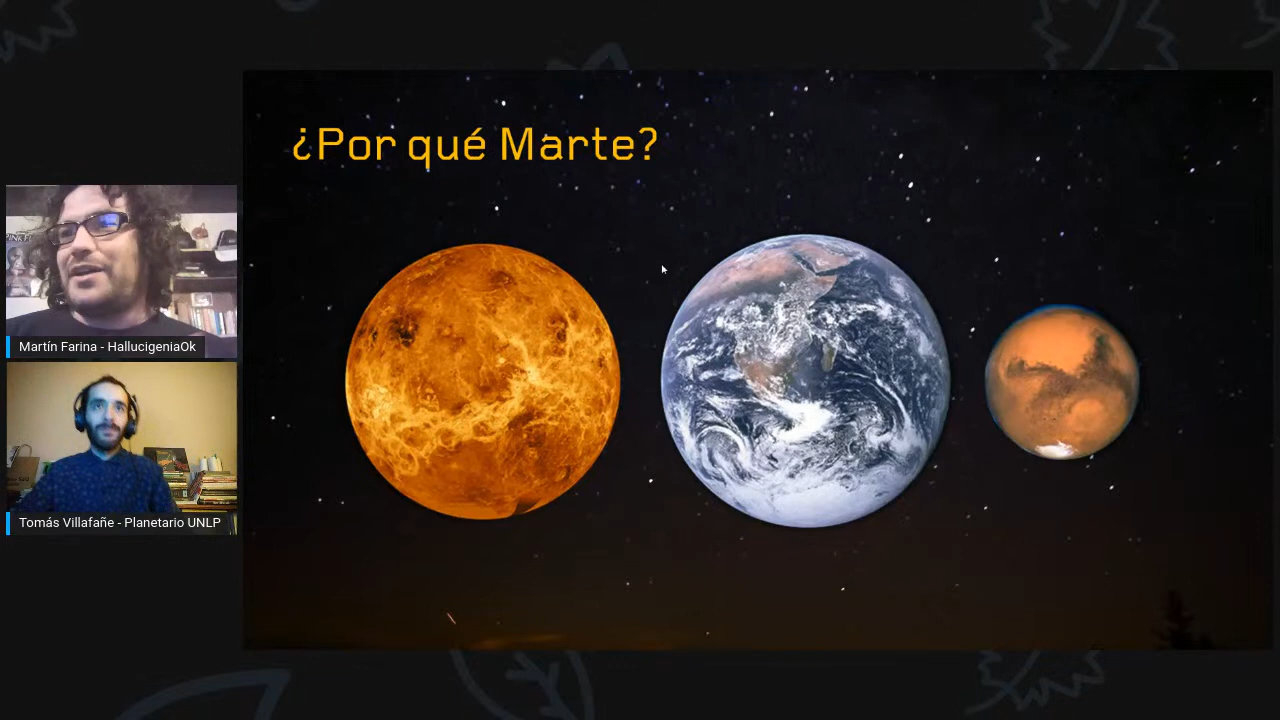 ¿Por qué Marte?
Martín Farina - HallucigeniaOk
Tomás Villafañe - Planetario UNLP